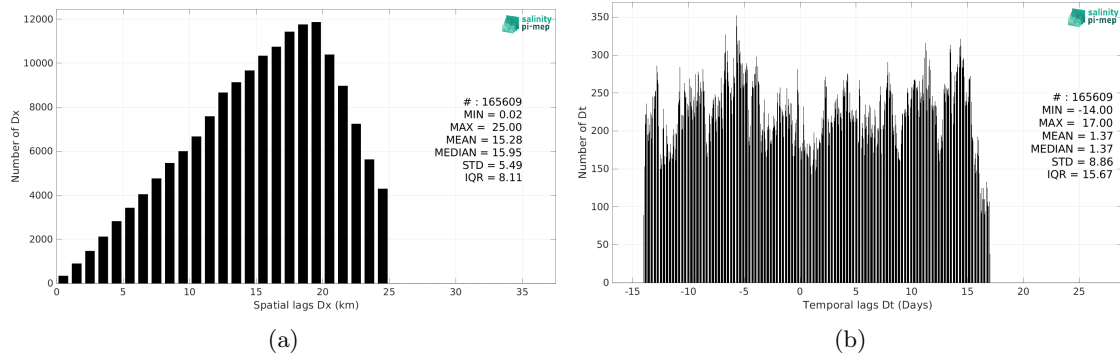 12000
10000
8000
6000
4000
2000
0
Number of Dx
salinity
pi-mep
# : 165609
MIN = 0.02
MAX = 25.00
MEAN = 15.28
MEDIAN = 15.95
STD = 5.49
IQR = 8.11
0 5 10 15 20 25 30 35
Spatial lags Dx (km)
(a)
350
300
250
200
150
100
50
0
Number of Dt
salinity
pi-mep
# : 165609
MIN = -14.00
MAX = 17.00
MEAN = 1.37
MEDIAN = 1.37
STD = 8.86
IQR = 15.67
-15 -10 -5 0 5 10 15 20 25
Temporal lags Dt (Days)
(b)